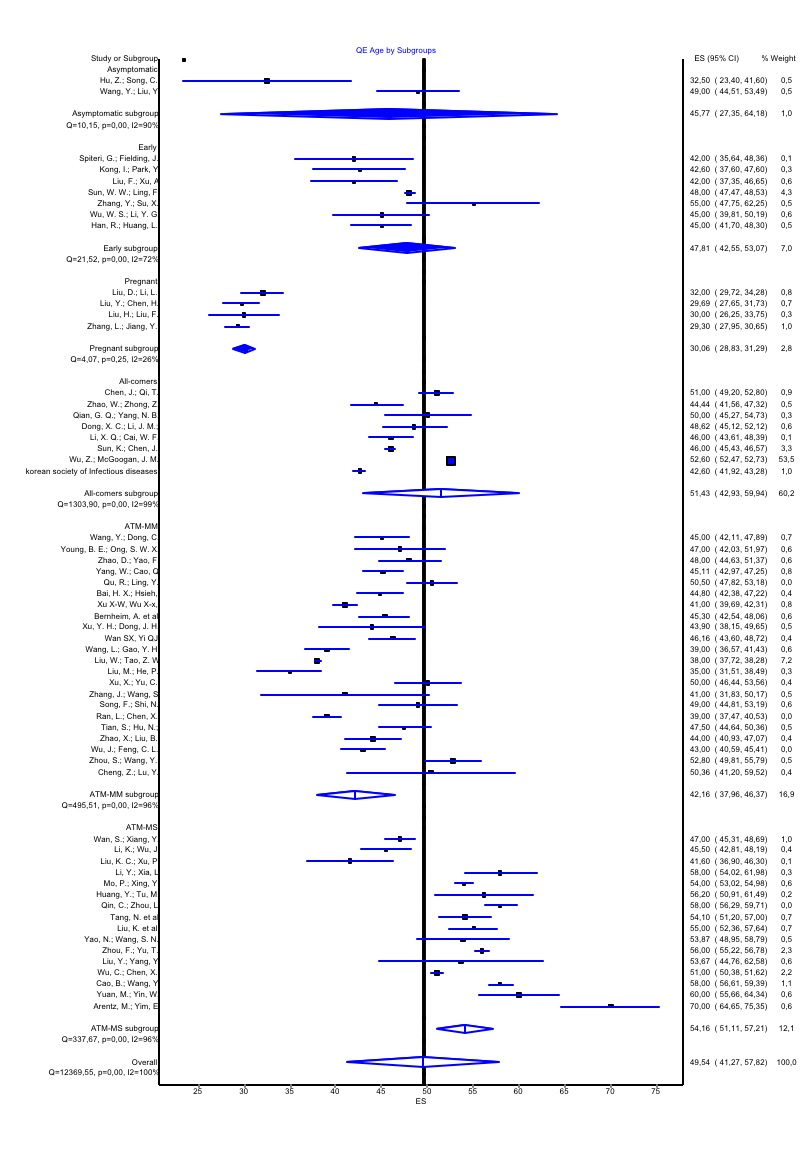 QE Age by Subgroups
Study or Subgroup ES (95% CI) % Weight
Asymptomatic
Hu, Z.; Song, C. 32,50 ( 23,40, 41,60) 0,5
Wang, Y.; Liu, Y 49,00 ( 44,51, 53,49) 0,5
Asymptomatic subgroup 45,77 ( 27,35, 64,18) 1,0
Q=10,15, p=0,00, I2=90%
Early
Spiteri, G.; Fielding, J. 42,00 ( 35,64, 48,36) 0,1
Kong, I.; Park, Y 42,60 ( 37,60, 47,60) 0,3
Liu, F.; Xu, A 42,00 ( 37,35, 46,65) 0,6
Sun, W. W.; Ling, F 48,00 ( 47,47, 48,53) 4,3
Zhang, Y.; Su, X. 55,00 ( 47,75, 62,25) 0,5
Wu, W. S.; Li, Y. G 45,00 ( 39,81, 50,19) 0,6
Han, R.; Huang, L. 45,00 ( 41,70, 48,30) 0,5
Early subgroup 47,81 ( 42,55, 53,07) 7,0
Q=21,52, p=0,00, I2=72%
Pregnant
Liu, D.; Li, L. 32,00 ( 29,72, 34,28) 0,8
Liu, Y.; Chen, H. 29,69 ( 27,65, 31,73) 0,7
Liu, H.; Liu, F. 30,00 ( 26,25, 33,75) 0,3
Zhang, L.; Jiang, Y. 29,30 ( 27,95, 30,65) 1,0
Pregnant subgroup 30,06 ( 28,83, 31,29) 2,8
Q=4,07, p=0,25, I2=26%
All-comers
Chen, J.; Qi, T. 51,00 ( 49,20, 52,80) 0,9
Zhao, W.; Zhong, Z. 44,44 ( 41,56, 47,32) 0,5
Qian, G. Q.; Yang, N. B. 50,00 ( 45,27, 54,73) 0,3
Dong, X. C.; Li, J. M.; 48,62 ( 45,12, 52,12) 0,6
Li, X. Q.; Cai, W. F. 46,00 ( 43,61, 48,39) 0,1
Sun, K.; Chen, J. 46,00 ( 45,43, 46,57) 3,3
Wu, Z.; McGoogan, J. M. 52,60 ( 52,47, 52,73) 53,5
korean society of Infectious diseases 42,60 ( 41,92, 43,28) 1,0
All-comers subgroup 51,43 ( 42,93, 59,94) 60,2
Q=1303,90, p=0,00, I2=99%
ATM-MM
Wang, Y.; Dong, C. 45,00 ( 42,11, 47,89) 0,7
Young, B. E.; Ong, S. W. X. 47,00 ( 42,03, 51,97) 0,6
Zhao, D.; Yao, F. 48,00 ( 44,63, 51,37) 0,6
Yang, W.; Cao, Q 45,11 ( 42,97, 47,25) 0,8
Qu, R.; Ling, Y. 50,50 ( 47,82, 53,18) 0,0
Bai, H. X.; Hsieh, 44,80 ( 42,38, 47,22) 0,4
Xu X-W, Wu X-x, 41,00 ( 39,69, 42,31) 0,8
Bernheim, A. et al 45,30 ( 42,54, 48,06) 0,6
Xu, Y. H.; Dong, J. H. 43,90 ( 38,15, 49,65) 0,5
Wan SX, Yi QJ 46,16 ( 43,60, 48,72) 0,4
Wang, L.; Gao, Y. H 39,00 ( 36,57, 41,43) 0,6
Liu, W.; Tao, Z. W 38,00 ( 37,72, 38,28) 7,2
Liu, M.; He, P. 35,00 ( 31,51, 38,49) 0,3
Xu, X.; Yu, C. 50,00 ( 46,44, 53,56) 0,4
Zhang, J.; Wang, S 41,00 ( 31,83, 50,17) 0,5
Song, F.; Shi, N. 49,00 ( 44,81, 53,19) 0,6
Ran, L.; Chen, X. 39,00 ( 37,47, 40,53) 0,0
Tian, S.; Hu, N.; 47,50 ( 44,64, 50,36) 0,5
Zhao, X.; Liu, B. 44,00 ( 40,93, 47,07) 0,4
Wu, J.; Feng, C. L. 43,00 ( 40,59, 45,41) 0,0
Zhou, S.; Wang, Y. 52,80 ( 49,81, 55,79) 0,5
Cheng, Z.; Lu, Y. 50,36 ( 41,20, 59,52) 0,4
ATM-MM subgroup 42,16 ( 37,96, 46,37) 16,9
Q=495,51, p=0,00, I2=96%
ATM-MS
Wan, S.; Xiang, Y. 47,00 ( 45,31, 48,69) 1,0
Li, K.; Wu, J 45,50 ( 42,81, 48,19) 0,4
Liu, K. C.; Xu, P 41,60 ( 36,90, 46,30) 0,1
Li, Y.; Xia, L 58,00 ( 54,02, 61,98) 0,3
Mo, P.; Xing, Y 54,00 ( 53,02, 54,98) 0,6
Huang, Y.; Tu, M 56,20 ( 50,91, 61,49) 0,2
Qin, C.; Zhou, L 58,00 ( 56,29, 59,71) 0,0
Tang, N. et al 54,10 ( 51,20, 57,00) 0,7
Liu, K. et al 55,00 ( 52,36, 57,64) 0,7
Yao, N.; Wang, S. N. 53,87 ( 48,95, 58,79) 0,5
Zhou, F.; Yu, T. 56,00 ( 55,22, 56,78) 2,3
Liu, Y.; Yang, Y 53,67 ( 44,76, 62,58) 0,6
Wu, C.; Chen, X. 51,00 ( 50,38, 51,62) 2,2
Cao, B.; Wang, Y 58,00 ( 56,61, 59,39) 1,1
Yuan, M.; Yin, W. 60,00 ( 55,66, 64,34) 0,6
Arentz, M.; Yim, E 70,00 ( 64,65, 75,35) 0,6
ATM-MS subgroup 54,16 ( 51,11, 57,21) 12,1
Q=337,67, p=0,00, I2=96%
Overall 49,54 ( 41,27, 57,82) 100,0
Q=12369,55, p=0,00, I2=100%
25 30 35 40 45 50 55 60 65 70 75
ES